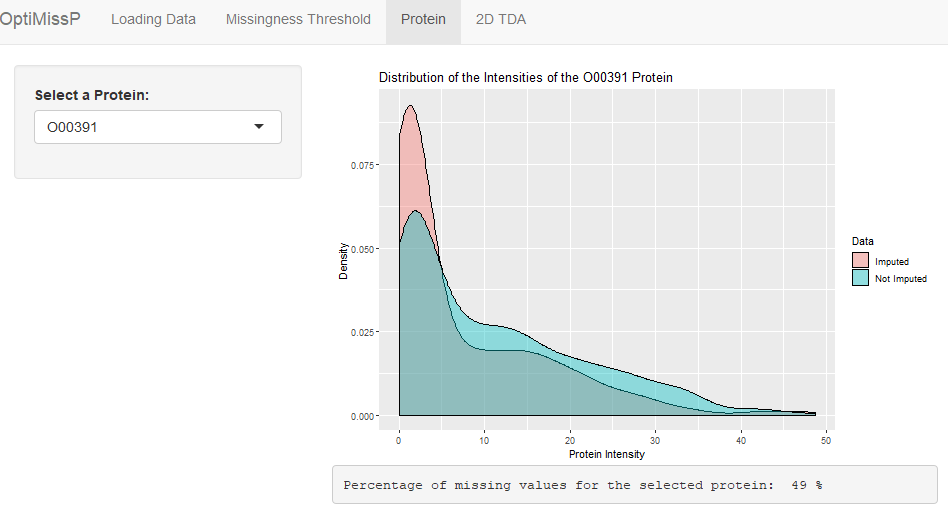 OptiMissP Loading Data Missingness Threshold Protein 2D TDA
Select a Protein:
O00391
Distribution of the Intensities of the O00391 Protein
Density
0.075
0.050
0.025
0.000
0 10 20 30 40 50
Protein Intensity
Data
Imputed
Not Imputed
Percentage of missing values for the selected protein:  49 %